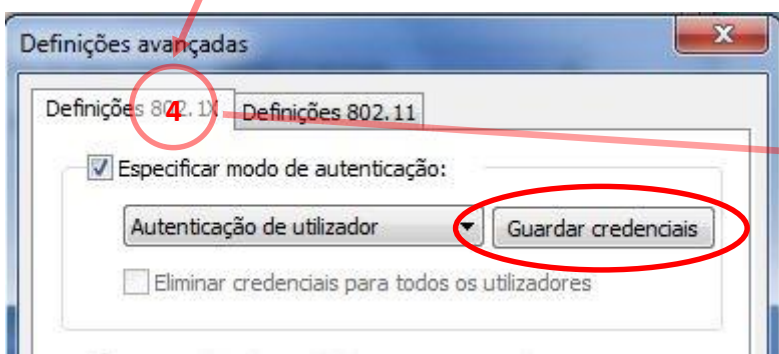 Definições avançadas
Definições 802.1X Definições 802.11
4
Especificar modo de autenticação:
Autenticação de utilizador Guardar credenciais
Eliminar credenciais para todos os utilizadores